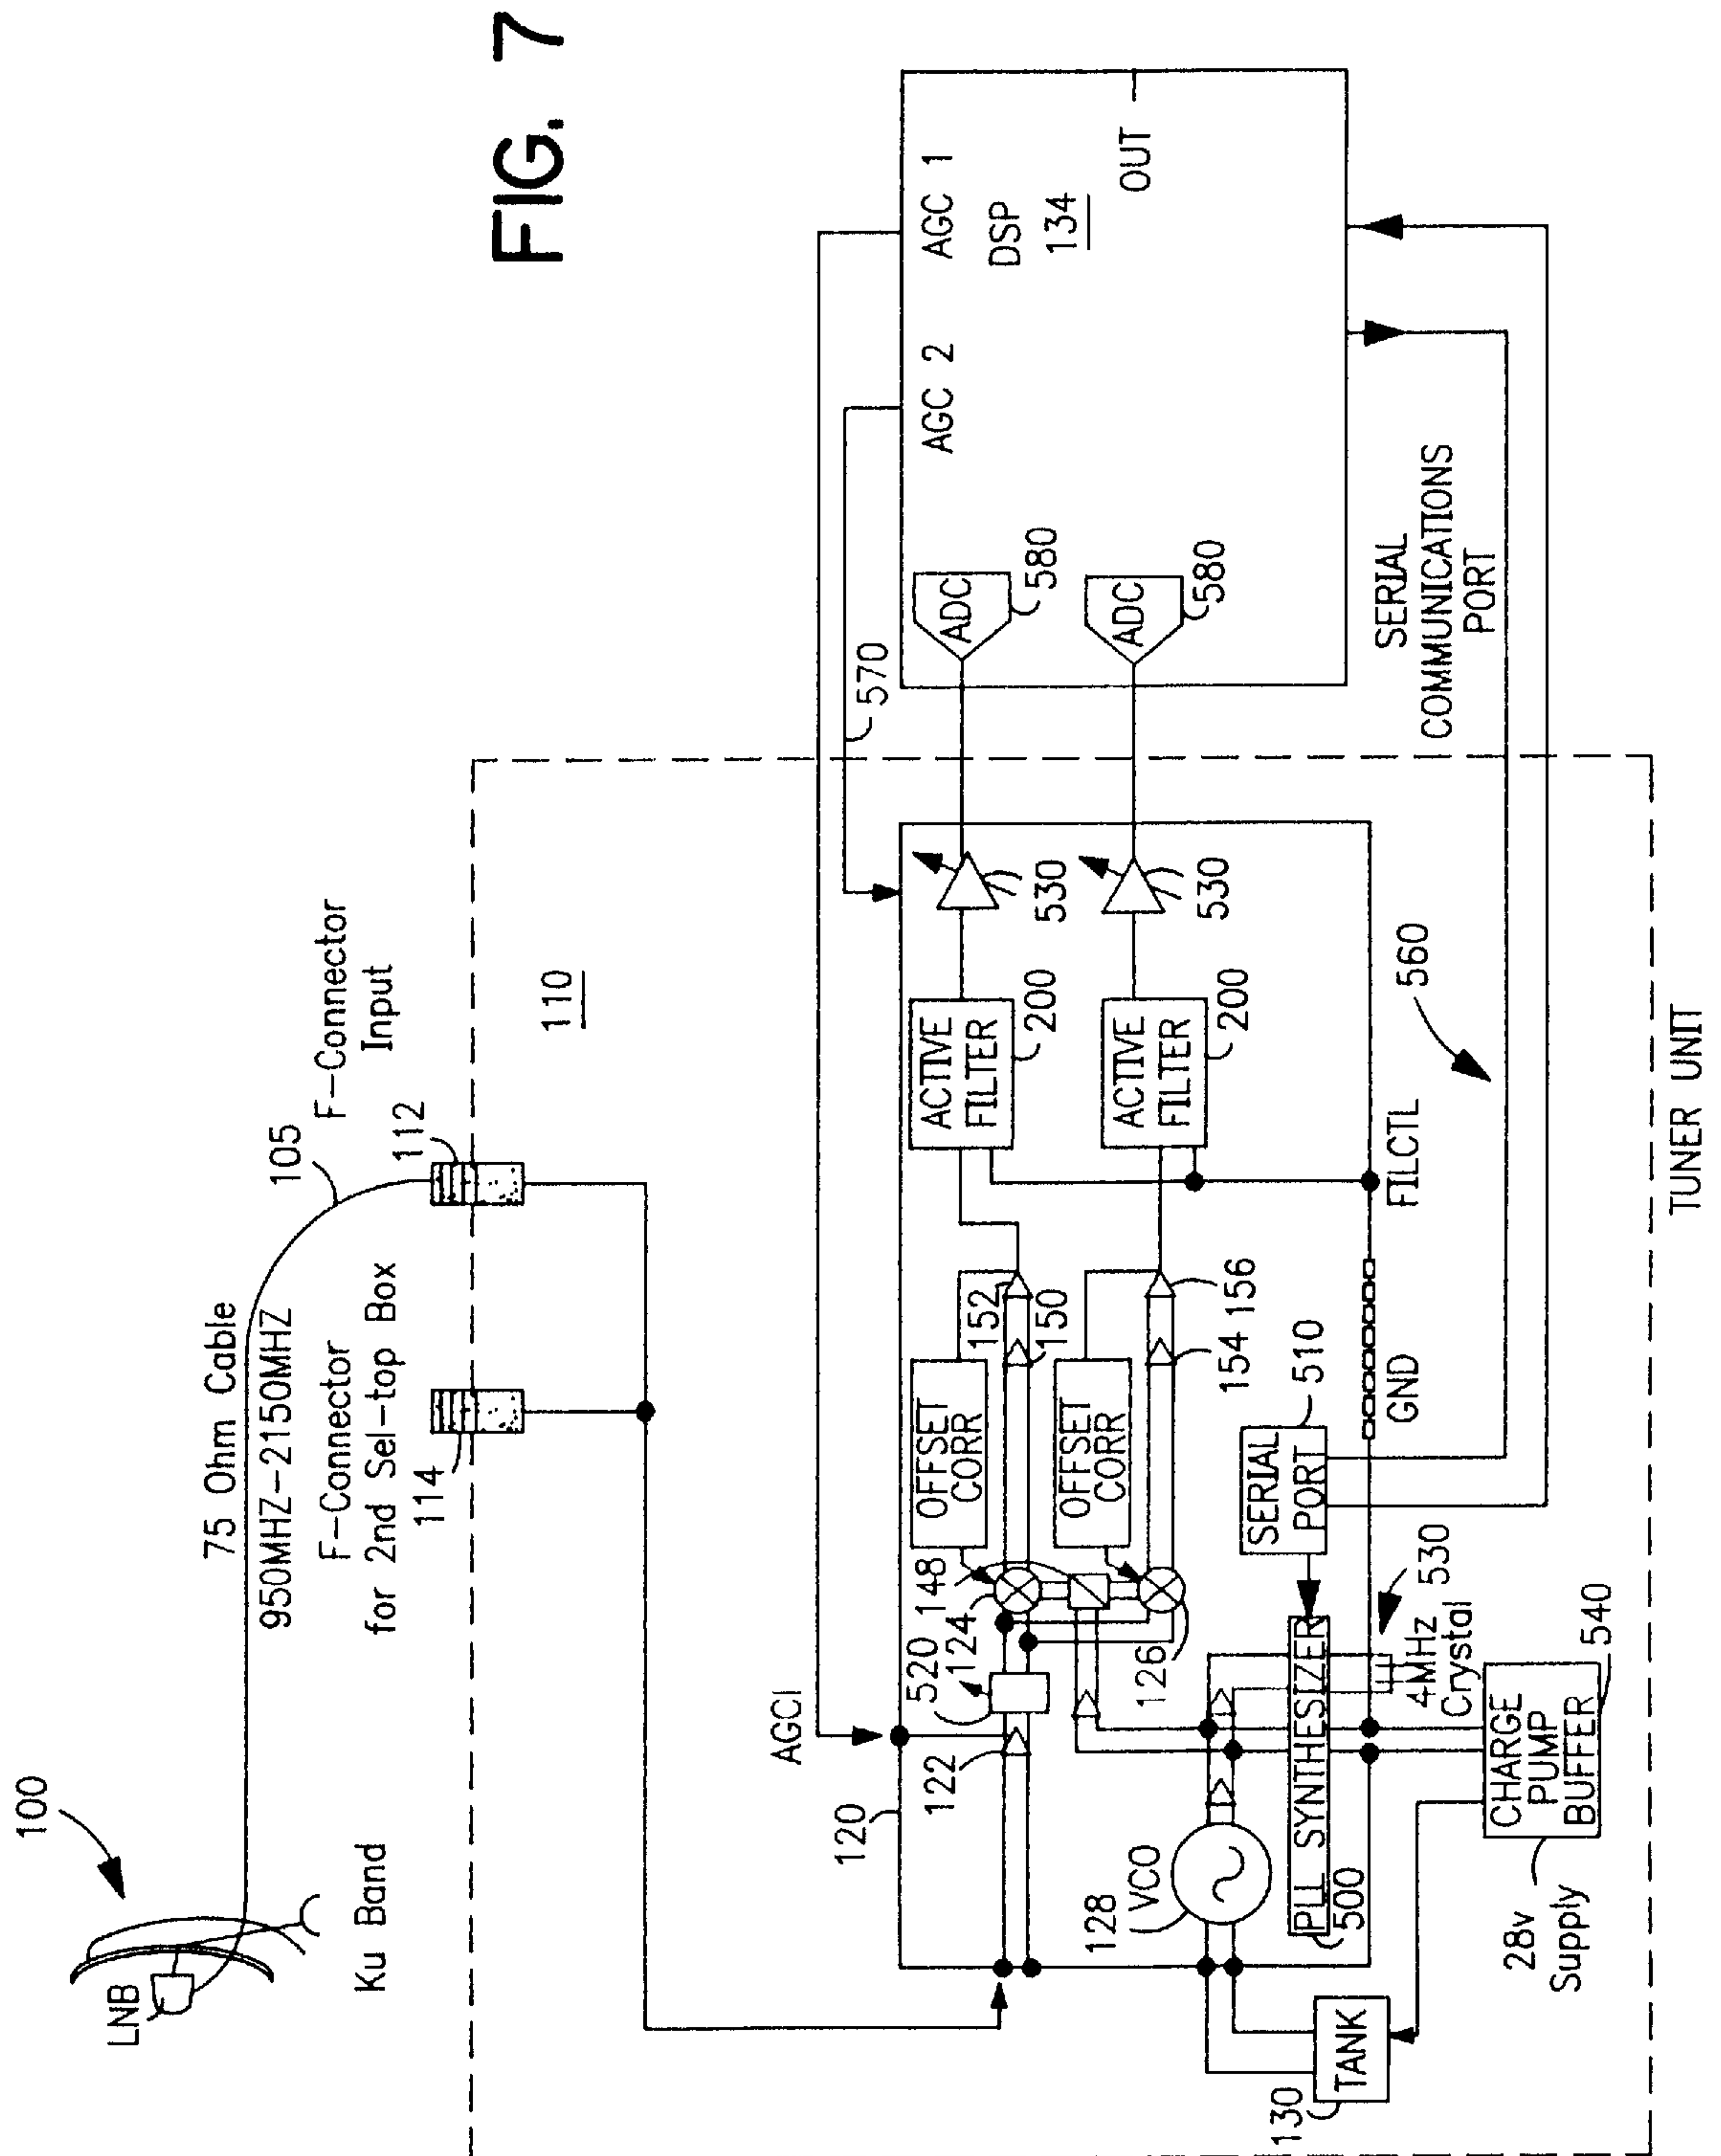 FIG. 7
100
LNB
Ku Band
75 Ohm Cable
950MHZ-2150MHZ
105
F-Connector
for 2nd Sel-top Box
114
F-Connector
Input
112
110
AGCI
120
122
520
124
148
126
OFFSET
CORR
OFFSET
CORR
152
150
154
156
ACTIVE
FILTER
200
ACTIVE
FILTER
200
530
530
570
AGC 2
AGC 1
DSP
134
OUT
ADC
580
ADC
580
128
VCO
PLL SYNTHESIZER
500
SERIAL
PORT
510
GND
FILCTL
560
SERIAL
COMMUNICATIONS
PORT
530
4MHz
Crystal
CHARGE
PUMP
BUFFER
540
28v
Supply
TANK
130
TUNER UNIT